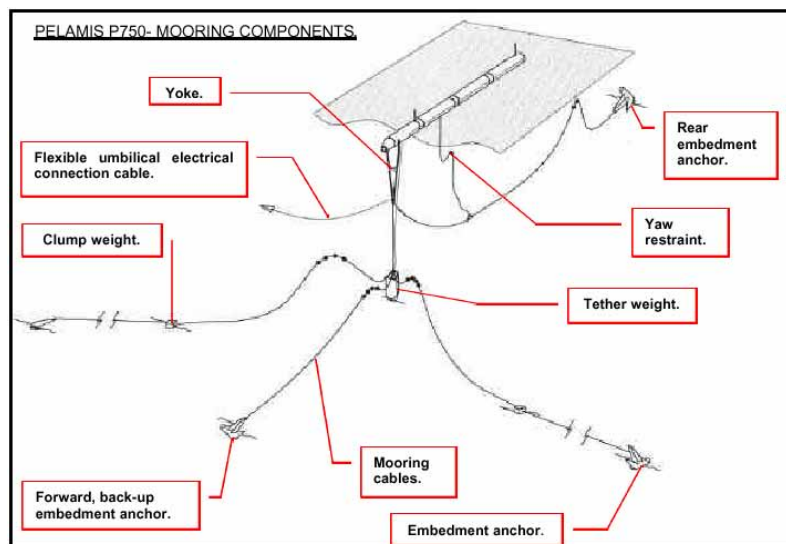 PELAMIS P750- MOORING COMPONENTS.
Yoke.
Rear
embedment
anchor.
Flexible umbilical electrical
connection cable.
Yaw
restraint.
Clump weight.
Tether weight.
Mooring
cables.
Forward, back-up
embedment anchor.
Embedment anchor.